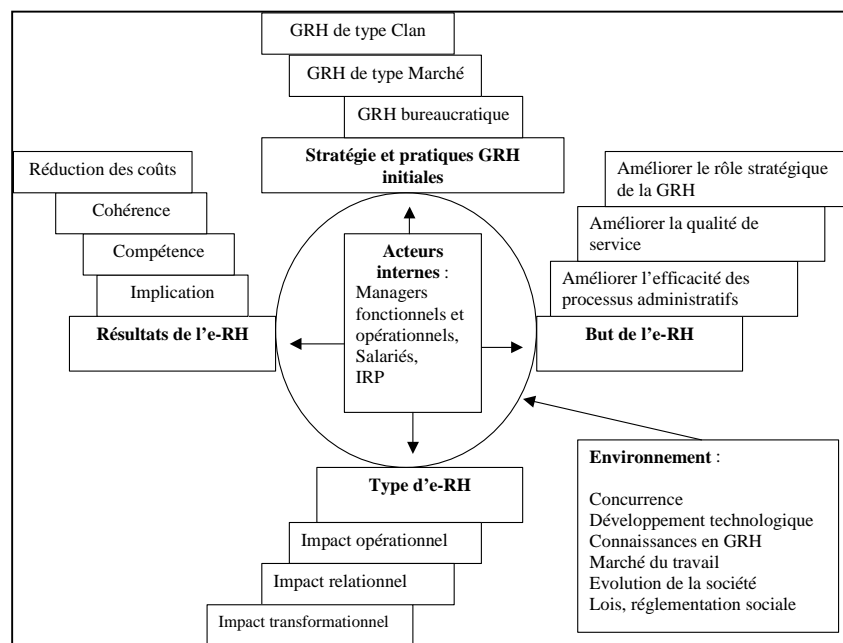 GRH de type Clan
GRH de type Marché
GRH bureaucratique
Stratégie et pratiques GRH
initiales
Réduction des coûts
Cohérence
Compétence
Implication
Résultats de l'e-RH
Acteurs
internes :
Managers
fonctionnels et
opérationnels,
Salariés,
IRP
Améliorer le rôle stratégique
de la GRH
Améliorer la qualité de
service
Améliorer l'efficacité des
processus administratifs
But de l'e-RH
Type d'e-RH
Impact opérationnel
Impact relationnel
Impact transformationnel
Environnement :
Concurrence
Développement technologique
Connaissances en GRH
Marché du travail
Evolution de la société
Lois, réglementation sociale